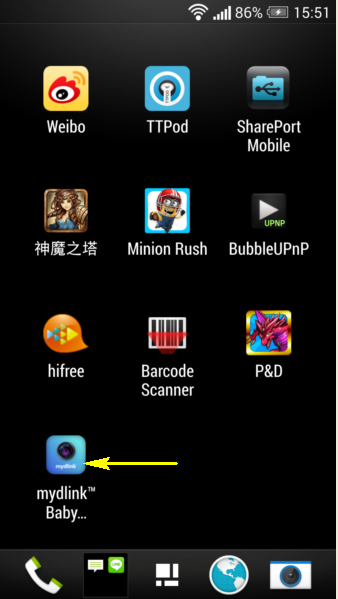 86% 15:51
Weibo TTPod SharePort
Mobile
神魔之塔 Minion Rush BubbleUPnP
UPNP
hifree Barcode P&D
Scanner
mydlink
mydlink™
Baby...
LINE